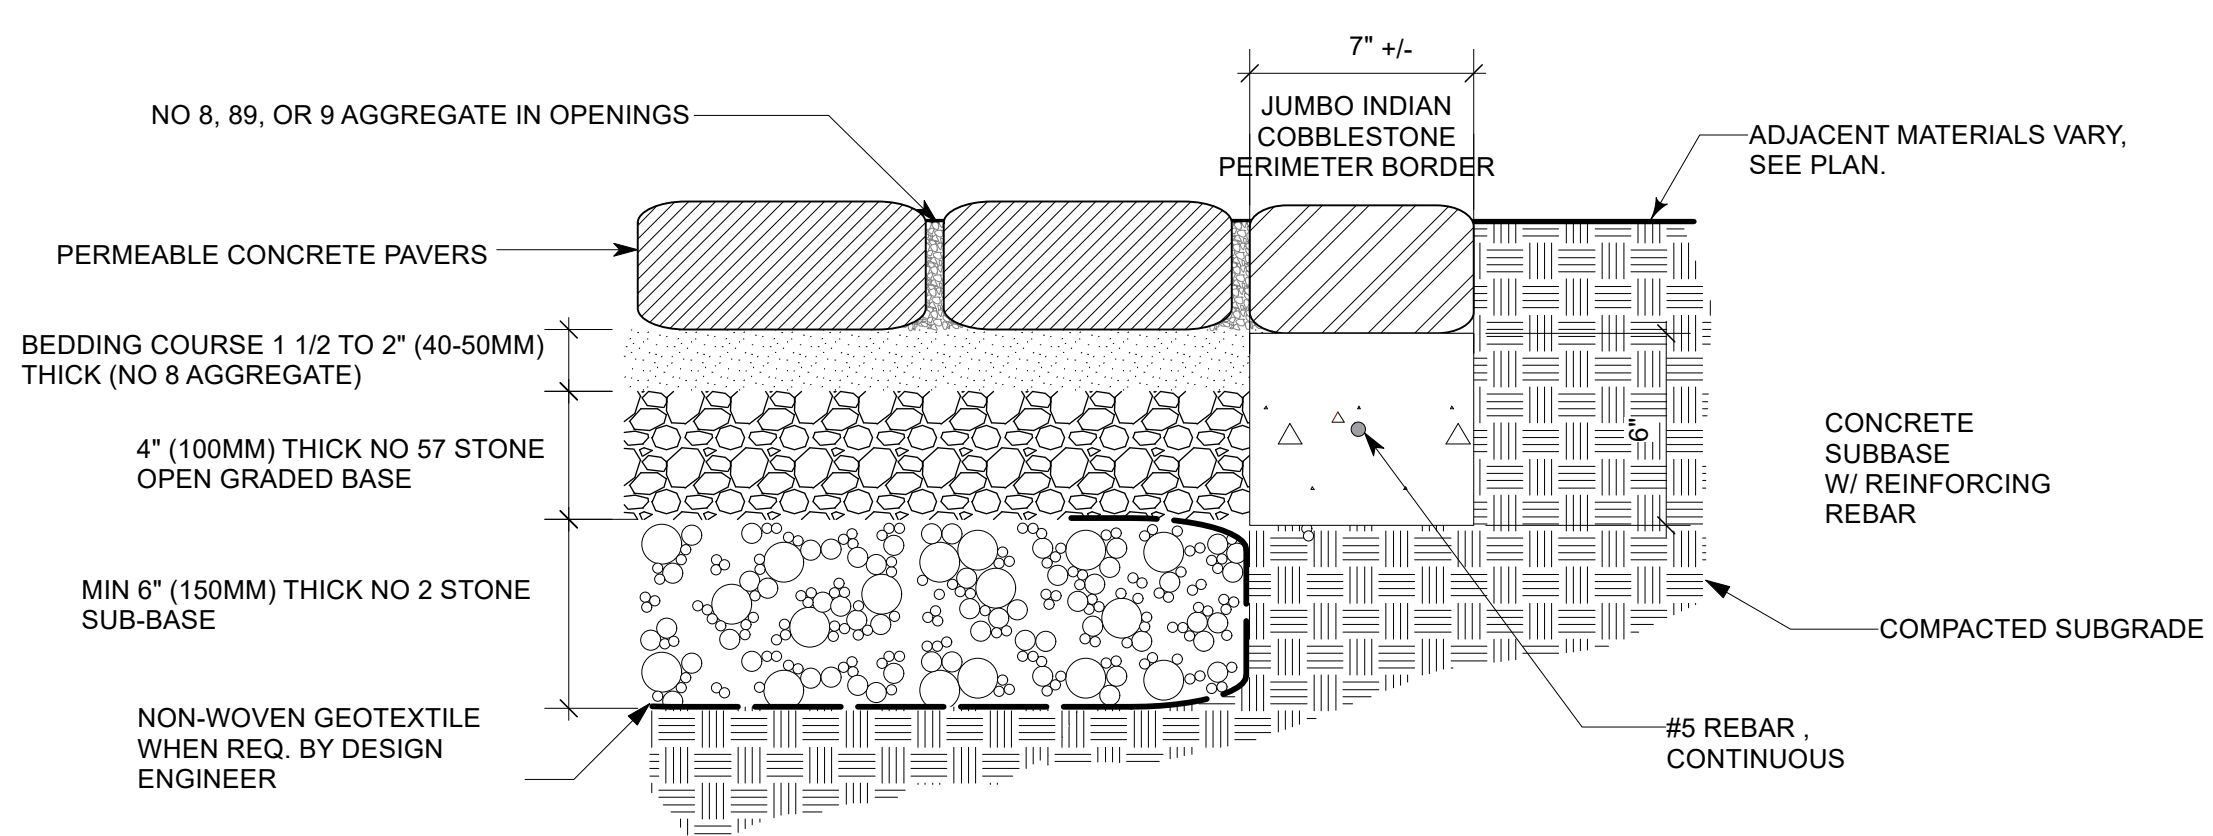 7" +/-
JUMBO INDIAN
COBBLESTONE
PERIMETER BORDER
NO 8, 89, OR 9 AGGREGATE IN OPENINGS
ADJACENT MATERIALS VARY,
SEE PLAN.
PERMEABLE CONCRETE PAVERS
BEDDING COURSE 1 1/2 TO 2" (40-50MM)
THICK (NO 8 AGGREGATE)
4" (100MM) THICK NO 57 STONE
OPEN GRADED BASE
6"
CONCRETE
SUBBASE
W/ REINFORCING
REBAR
MIN 6" (150MM) THICK NO 2 STONE
SUB-BASE
COMPACTED SUBGRADE
NON-WOVEN GEOTEXTILE
WHEN REQ. BY DESIGN
ENGINEER
#5 REBAR ,
CONTINUOUS